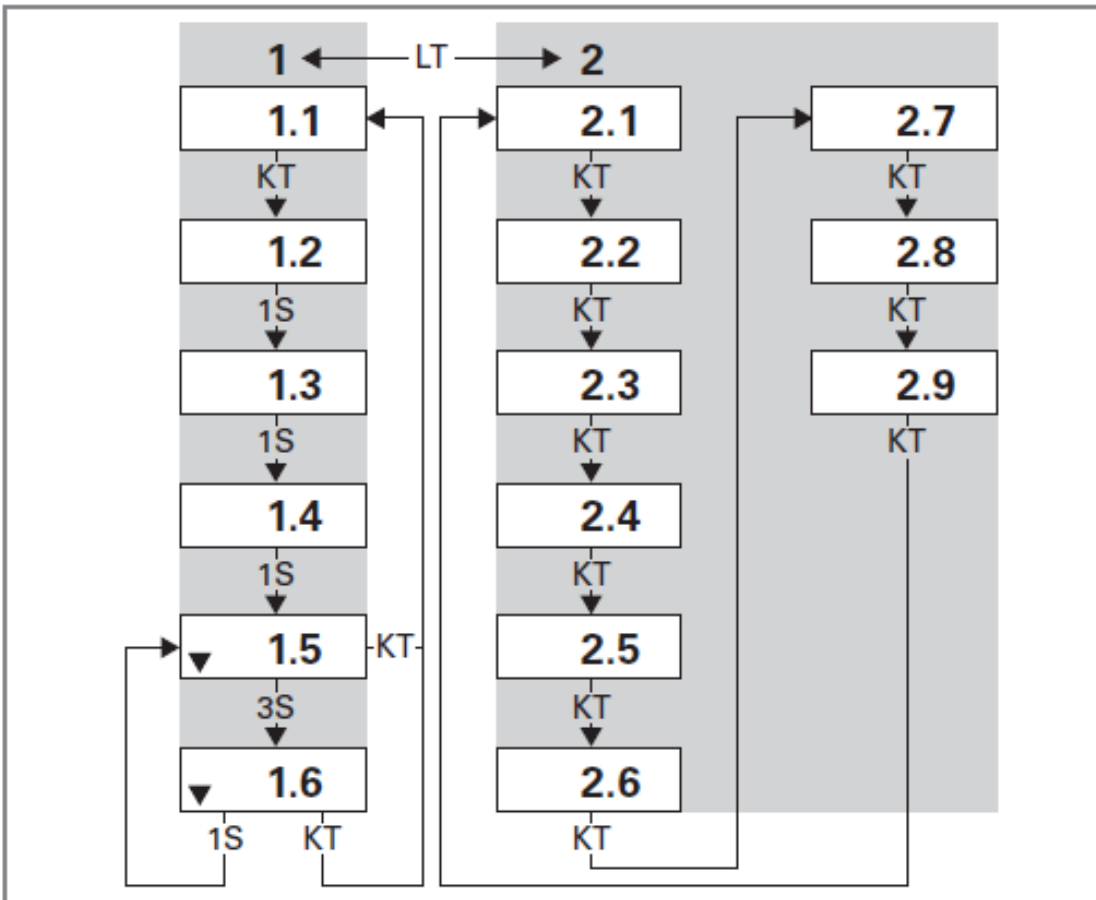 1 LT 2
1.1 2.1 2.7
KT KT KT
1.2 2.2 2.8
1S KT KT
1.3 2.3 2.9
1S KT KT
1.4 2.4
1S KT
1.5 KT 2.5
3S KT
1.6 2.6
1S KT KT